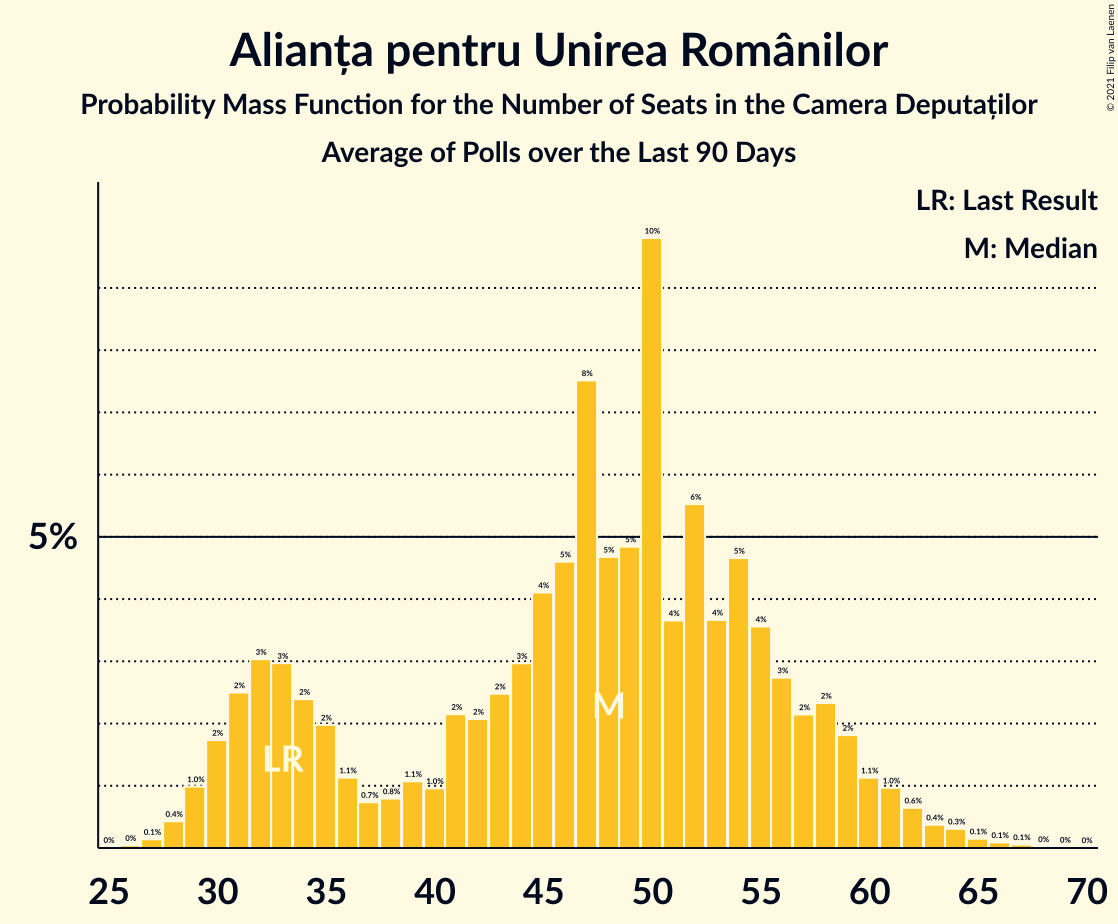 Alianța pentru Unirea Românilor
Probability Mass Function for the Number of Seats in the Camera Deputaților
Average of Polls over the Last 90 Days
© 2021 Filip van Laenen
LR: Last Result
M: Median
5%
0% 0% 0.1% 0.4% 1.0% 2% 2% 3% 3% 2% 2% 1.1% 0.7% 0.8% 1.1% 1.0% 2% 2% 2% 3% 4% 5% 8% 5% 5% 10% 4% 6% 4% 5% 4% 3% 2% 2% 2% 1.1% 1.0% 0.6% 0.4% 0.3% 0.1% 0.1% 0.1% 0% 0% 0%
LR
M
25 30 35 40 45 50 55 60 65 70